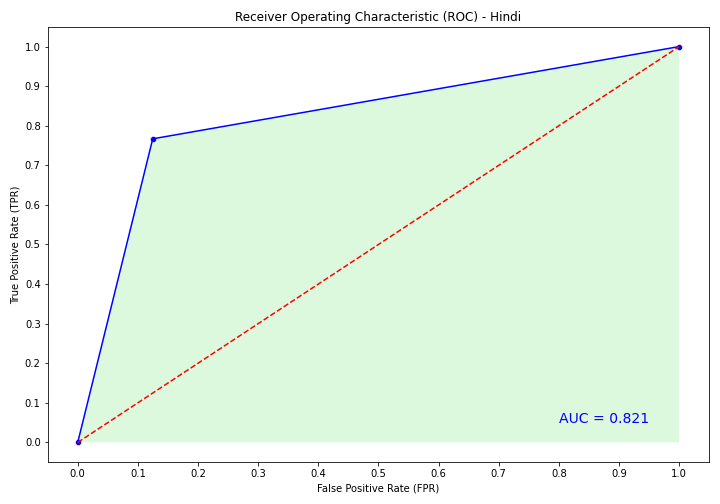 Receiver Operating Characteristic (ROC) - Hindi
1.0
0.9
0.8
0.7
0.6
0.5
0.4
0.3
0.2
0.1
0.0
True Positive Rate (TPR)
AUC = 0.821
0.0 0.1 0.2 0.3 0.4 0.5 0.6 0.7 0.8 0.9 1.0
False Positive Rate (FPR)